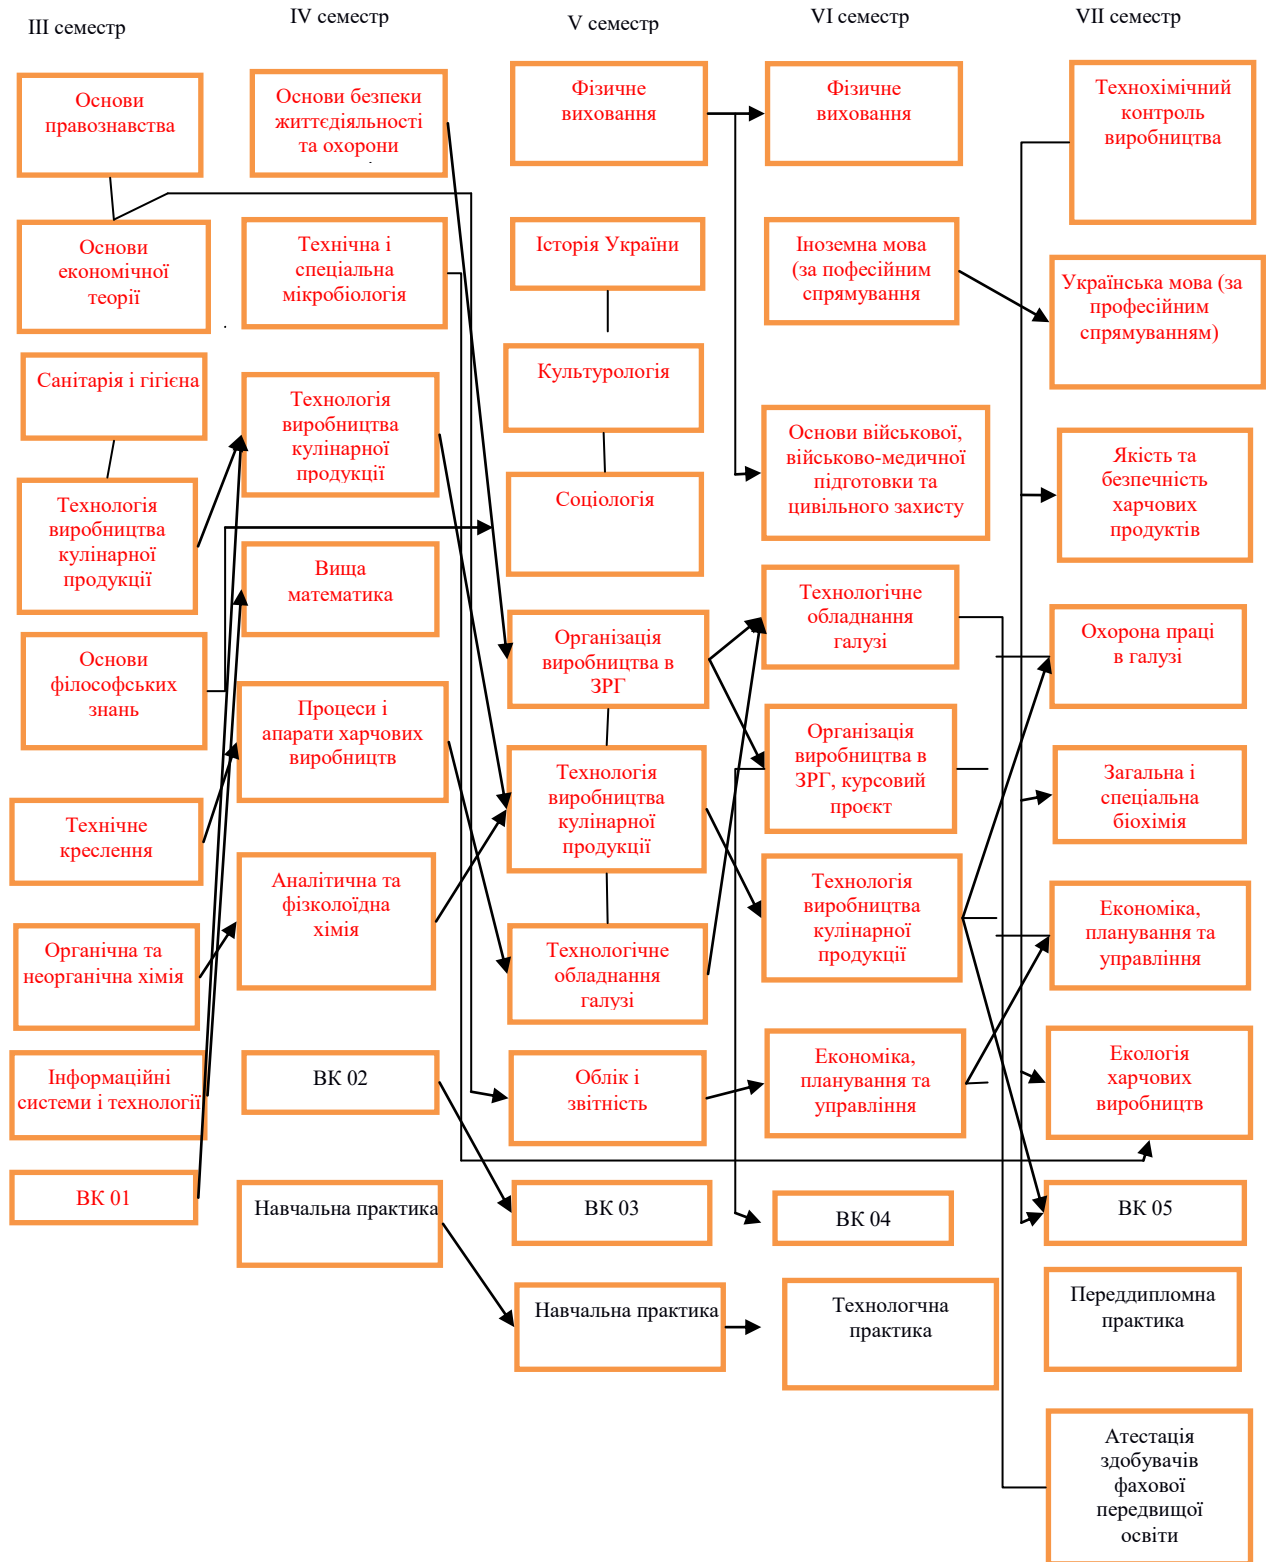 III семестр
IV семестр
V семестр
VI семестр
VII семестр
Основи
правознавства
Основи
економічної
теорії
.
Санітарія і гігієна
Технологія
виробництва
кулінарної
продукції
Основи
філософських
знань
Технічне
креслення
Органічна та
неорганічна хімія
Інформаційні
системи і технології
ВК 01
Основи безпеки
життєдіяльності
та охорони
Технічна і
спеціальна
мікробіологія
Технологія
виробництва
кулінарної
продукції
Вища
математика
Процеси і
апарати харчових
виробництв
Аналітична та
фізколоїдна
хімія
ВК 02
Навчальна практика
Фізичне
виховання
Історія України
Культурологія
Соціологія
Організація
виробництва в
ЗРГ
Технологія
виробництва
кулінарної
продукції
Технологічне
обладнання
галузі
Облік і
звітність
ВК 03
Навчальна практика
Фізичне
виховання
Іноземна мова
(за пофесійним
спрямування
Основи військової,
військово-медичної
підготовки та
цивільного захисту
Технологічне
обладнання
галузі
Організація
виробництва в
ЗРГ, курсовий
проєкт
Технологія
виробництва
кулінарної
продукції
Економіка,
планування та
управління
ВК 04
Технологчна
практика
Технохімічний
контроль
виробництва
Українська мова (за
професійним
спрямуванням)
Якість та
безпечність
харчових
продуктів
Охорона праці
в галузі
Загальна і
спеціальна
біохімія
Економіка,
планування та
управління
Екологія
харчових
виробництв
ВК 05
Переддипломна
практика
Атестація
здобувачів
фахової
передвищої
освіти